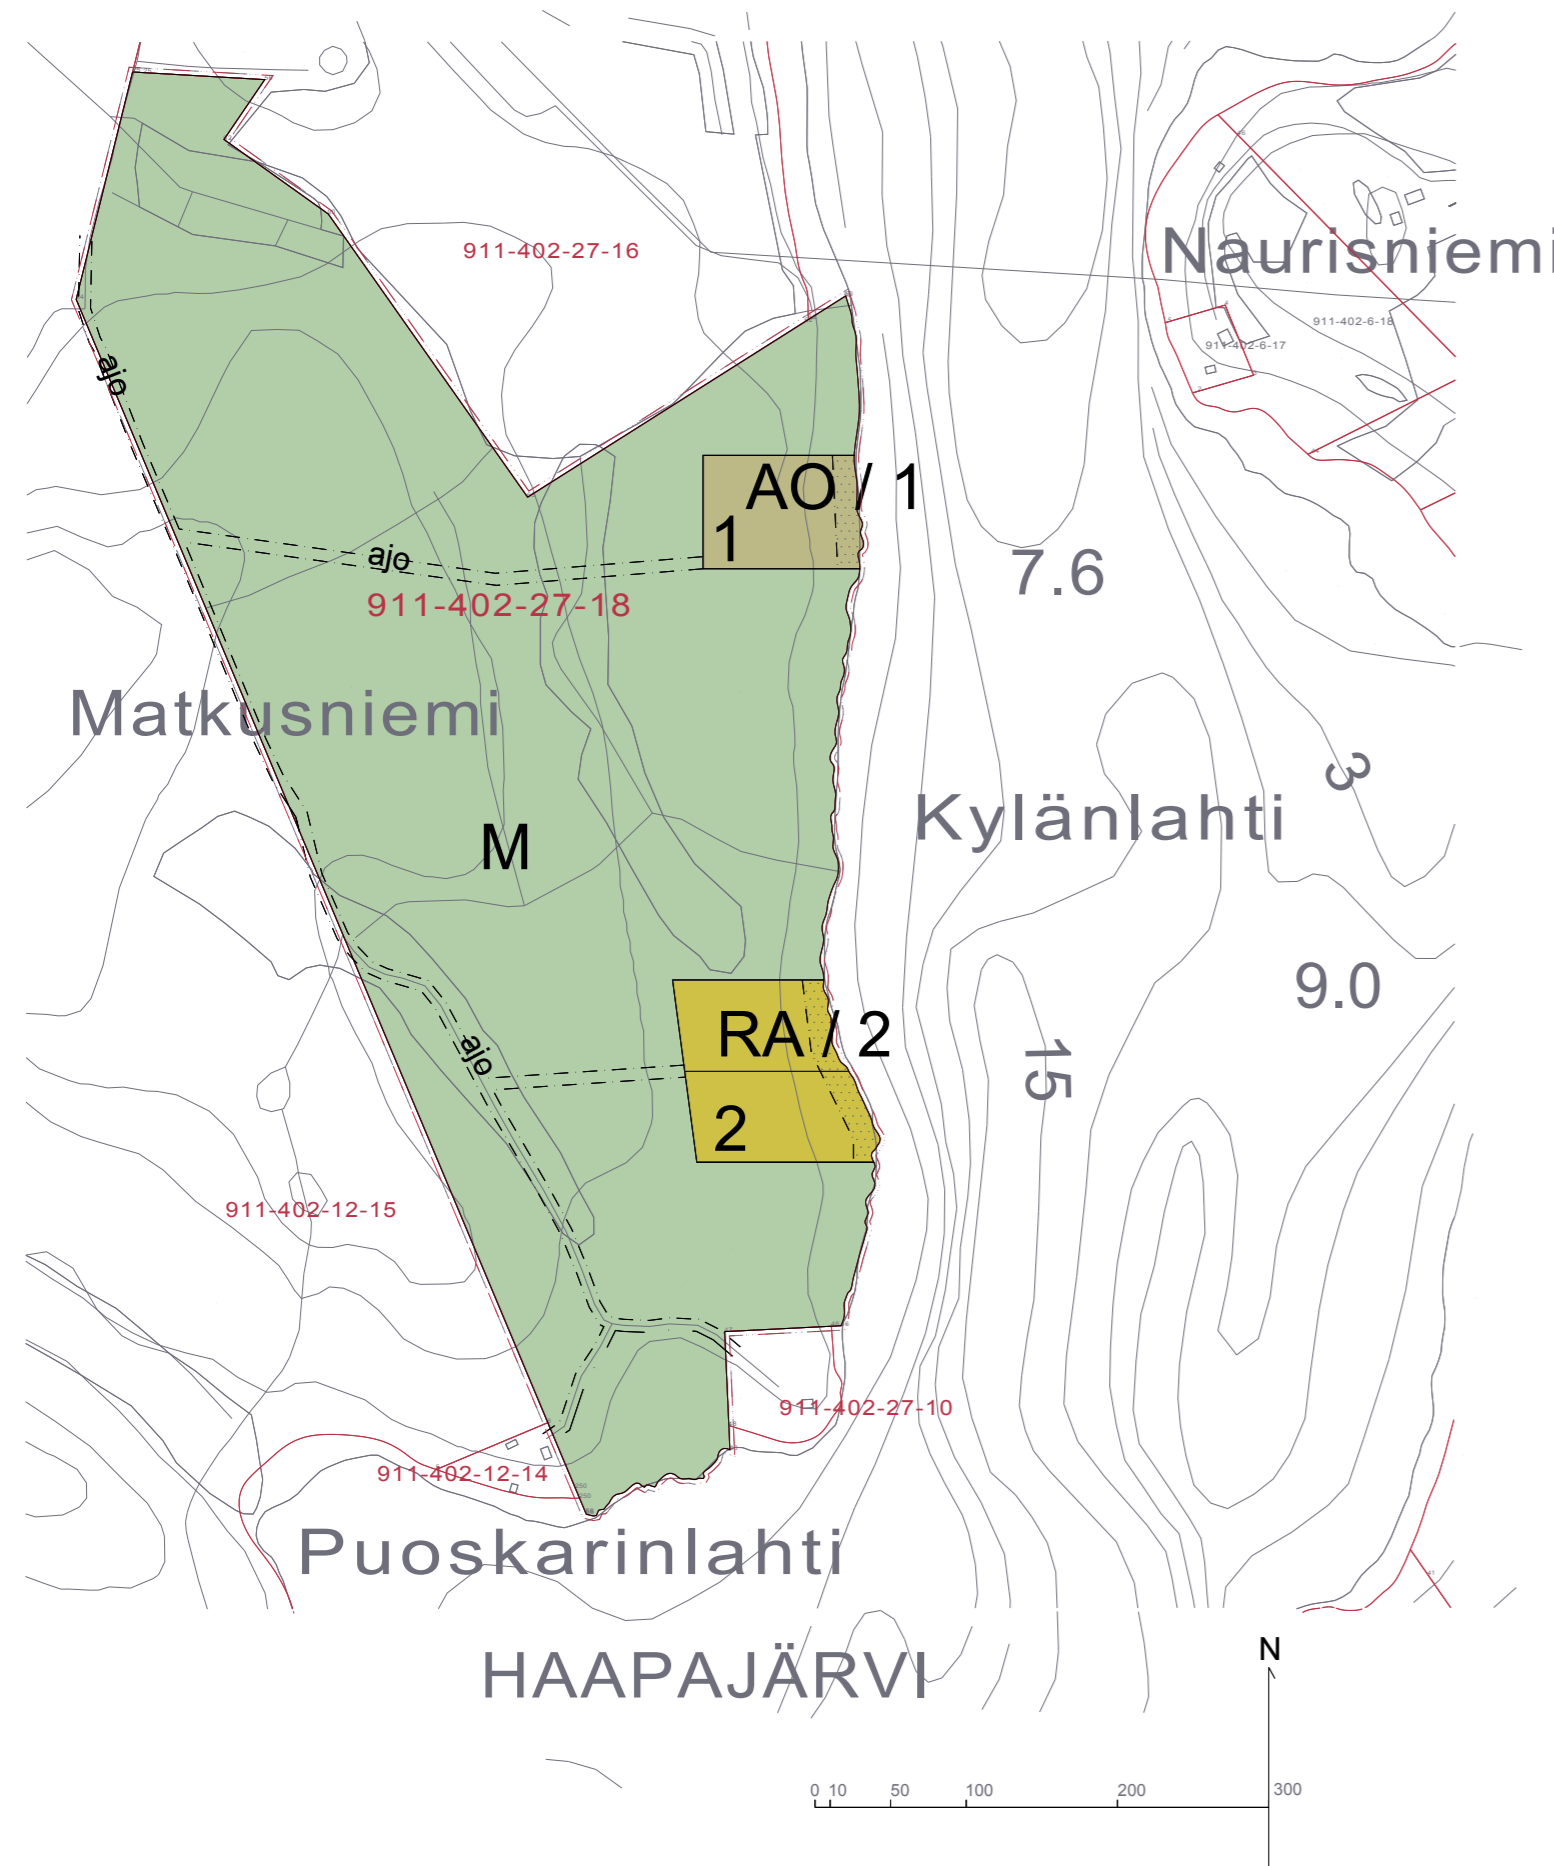 911-402-27-16
Naurisniemi
911-402-6-18
911-402-6-17
ajo
AO / 1
1
ajo
7.6
911-402-27-18
Matkusniemi
3
Kylänlahti
M
9.0
RA / 2
ajo
15
2
911-402-12-15
911-402-27-10
911-402-12-14
Puoskarinlahti
HAAPAJÄRVI
N
0 10 50 100 200 300